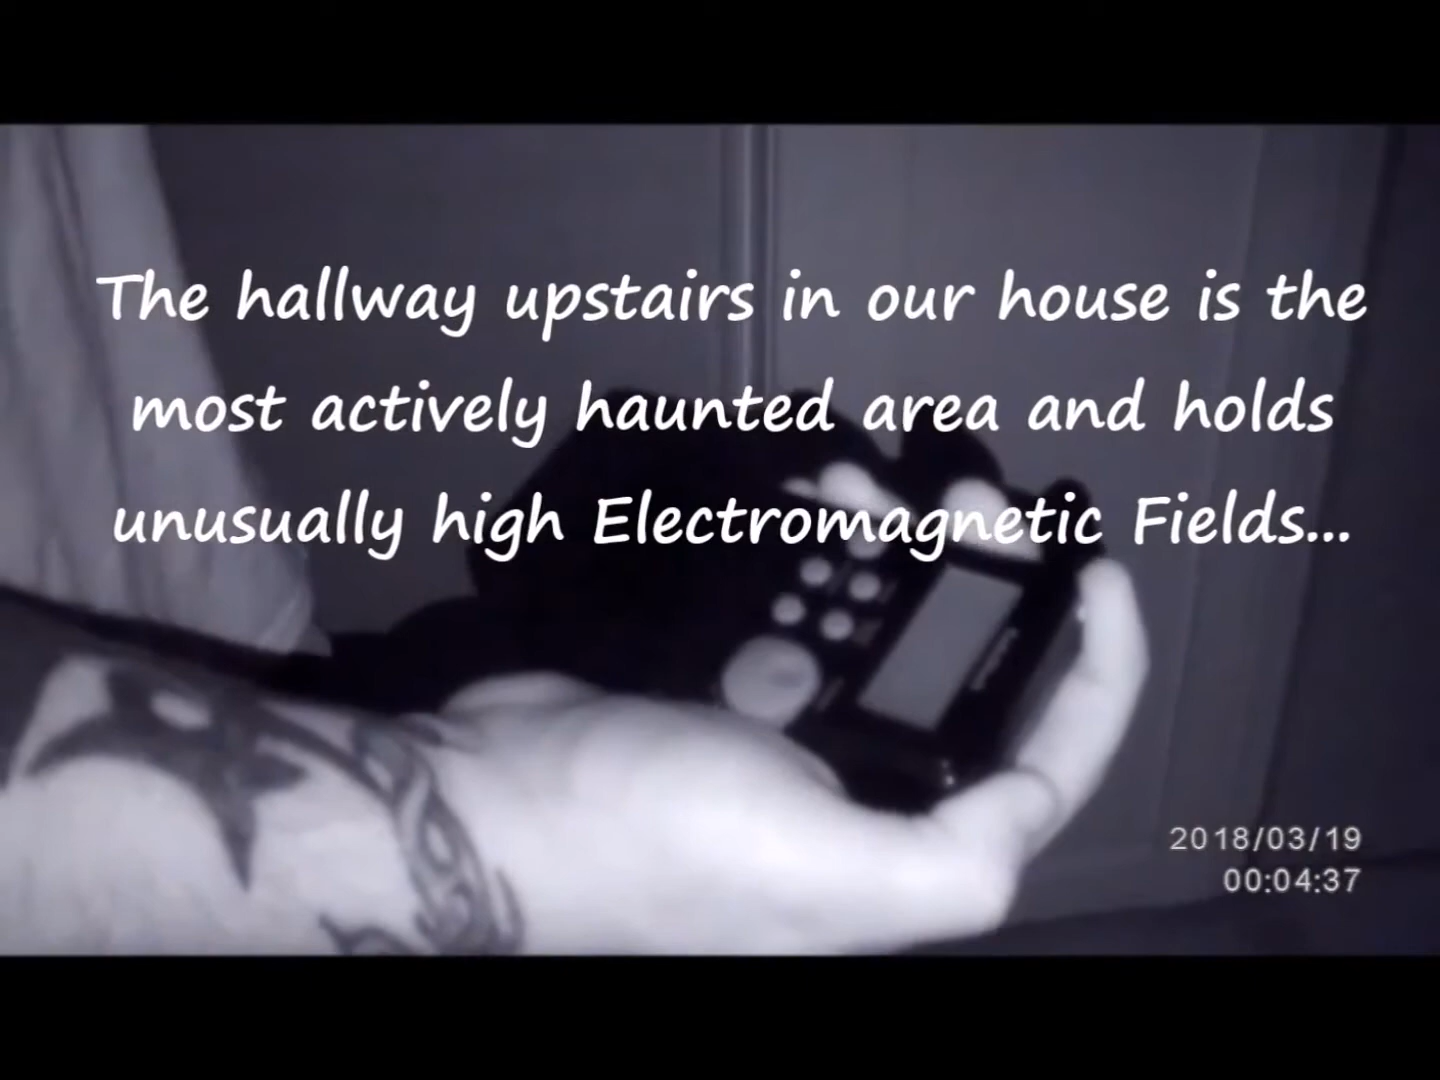 The hallway upstairs in our house is the
most actively haunted area and holds
unusually high Electromagnetic Fields...
2018/03/19
00:04:37